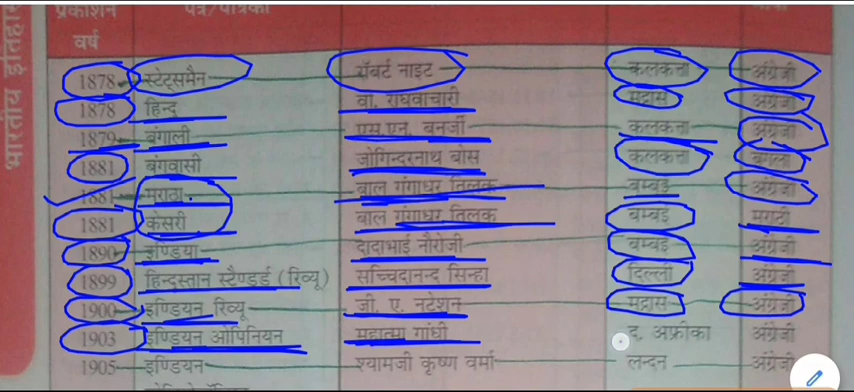 भारतीय इतिहास
प्रकाशन पत्र/पत्रिका
वर्ष
1878 स्टेट्समैन रॉबर्ट नाइट कलकत्ता अंग्रेजी
1878 हिन्द वी. राघवाचारी मद्रास अंग्रेजी
1879 बंगाली एस.एन. बनर्जी कलकत्ता अंग्रेजी
1881 बंगवासी जोगिन्दरनाथ बोस कलकत्ता बंगला
1881 मराठा बाल गंगाधर तिलक बम्बई अंग्रेजी
1881 केसरी बाल गंगाधर तिलक बम्बई मराठी
1890 इण्डिया दादाभाई नौरोजी बम्बई अंग्रेजी
1899 हिन्दुस्तान स्टैण्डर्ड (रिव्यू) सच्चिदानन्द सिन्हा दिल्ली अंग्रेजी
1900 इण्डियन रिव्यू जी. ए. नटेशन मद्रास अंग्रेजी
1903 इण्डियन ओपिनियन महात्मा गांधी द. अफ्रीका अंग्रेजी
1905 इण्डियन श्यामजी कृष्ण वर्मा लन्दन अंग्रेजी